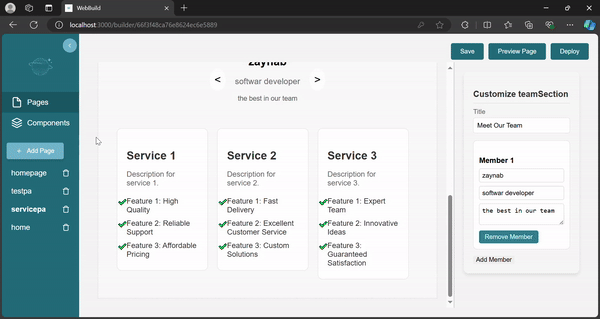 WebBuild
localhost:3000/builder/66f3f48ca76e8624ec6e5889
Save
Preview Page
Deploy
Pages
Components
+ Add Page
homepage
testpa
servicepa
home
zaynab
<
softwar developer
>
the best in our team
Service 1
Description for
service 1.
Feature 1: High
Quality
Feature 2: Reliable
Support
Feature 3: Affordable
Pricing
Service 2
Description for
service 2.
Feature 1: Fast
Delivery
Feature 2: Excellent
Customer Service
Feature 3: Custom
Solutions
Service 3
Description for
service 3.
Feature 1: Expert
Team
Feature 2: Innovative
Ideas
Feature 3:
Guaranteed
Satisfaction
Customize teamSection
Title
Meet Our Team
Member 1
zaynab
softwar developer
the best in our team
Remove Member
Add Member